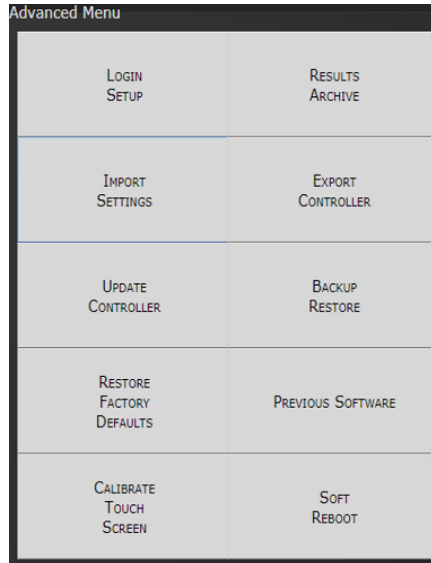 Advanced Menu
Login
Setup
Results
Archive
Import
Settings
Export
Controller
Update
Controller
Backup
Restore
Restore
Factory
Defaults
Previous Software
Calibrate
Touch
Screen
Soft
Reboot